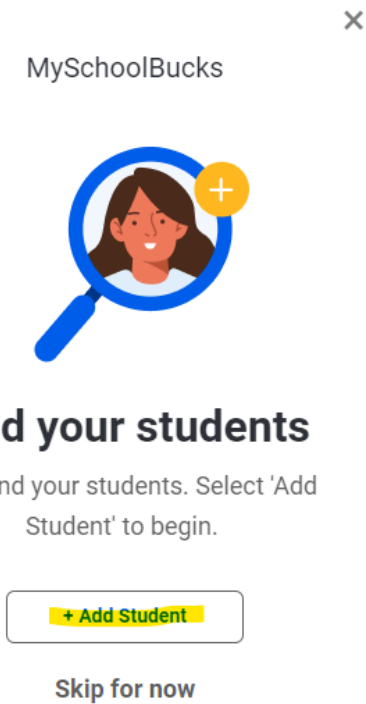 MySchoolBucks
d your students
nd your students. Select 'Add
Student' to begin.
+ Add Student
Skip for now